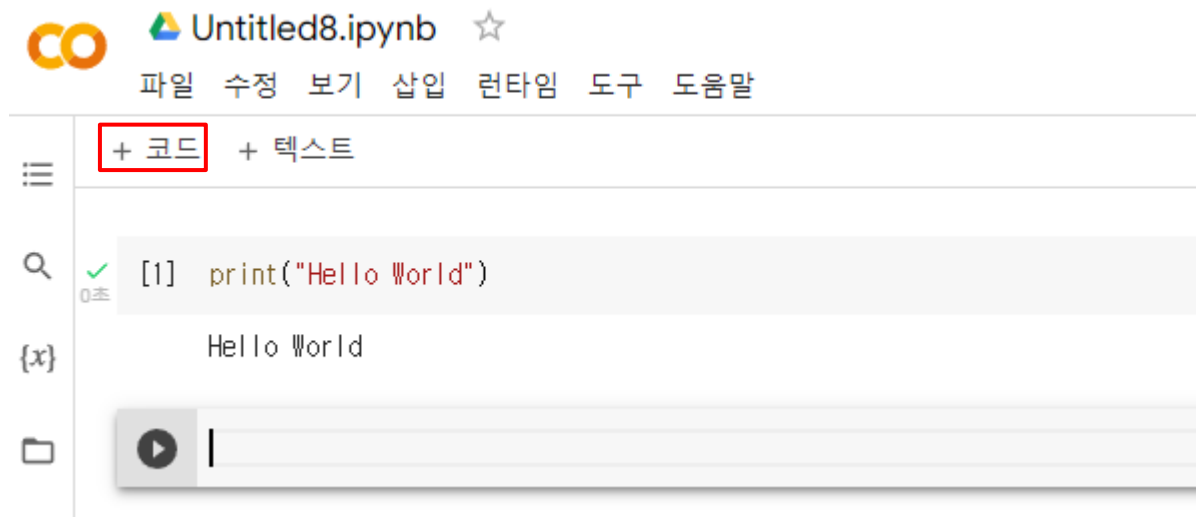 Untitled8.ipynb
파일 수정 보기 삽입 런타임 도구 도움말
+ 코드 + 텍스트
[1] print("Hello World")
0초
Hello World
{x}